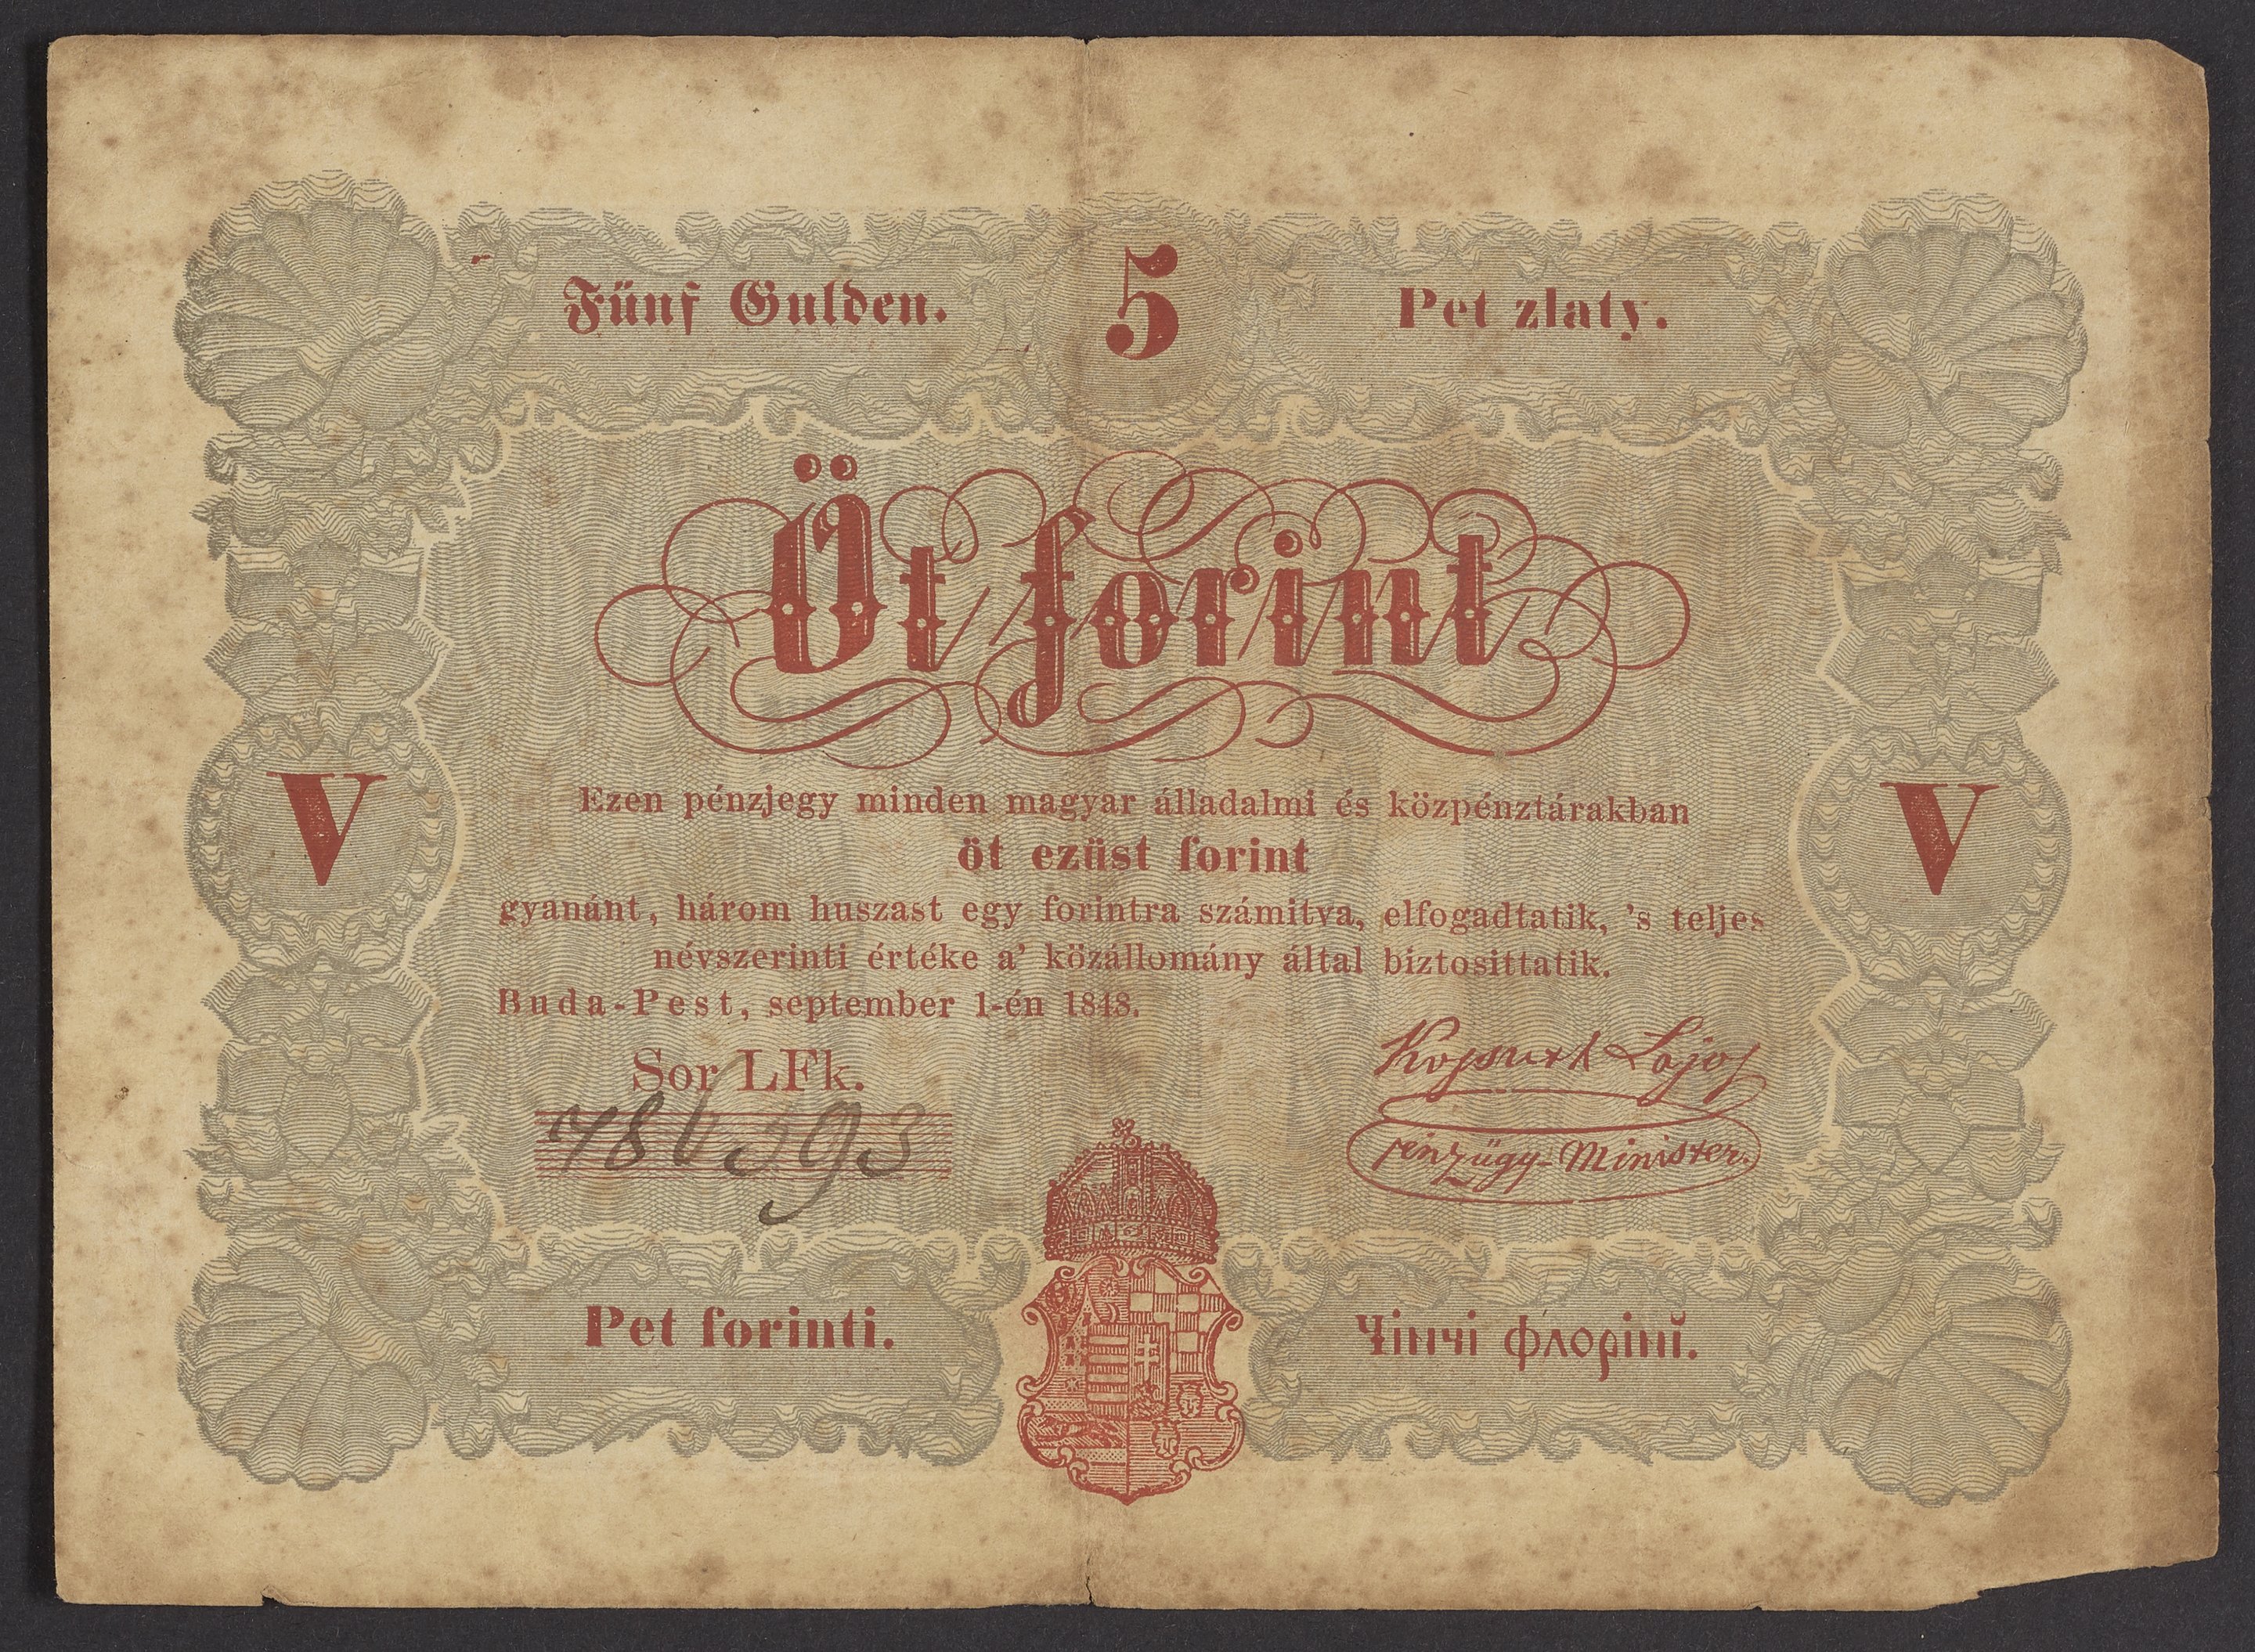 Fünf Gulden. 5 Pet zlaty.
Öt forint
V V
Ezen pénzjegy minden magyar álladalmi és közpénztárakban
öt ezüst forint
gyanánt, három huszast egy forintra számitva, elfogadtatik, 's teljes
névszerinti értéke a' közállomány által biztosittatik.
Buda-Pest, september 1-én 1848.
Sor LFk.
Kossuth Lajos
pénzügy-Minister.
Pet forinti. Чінчі флоріні̆.